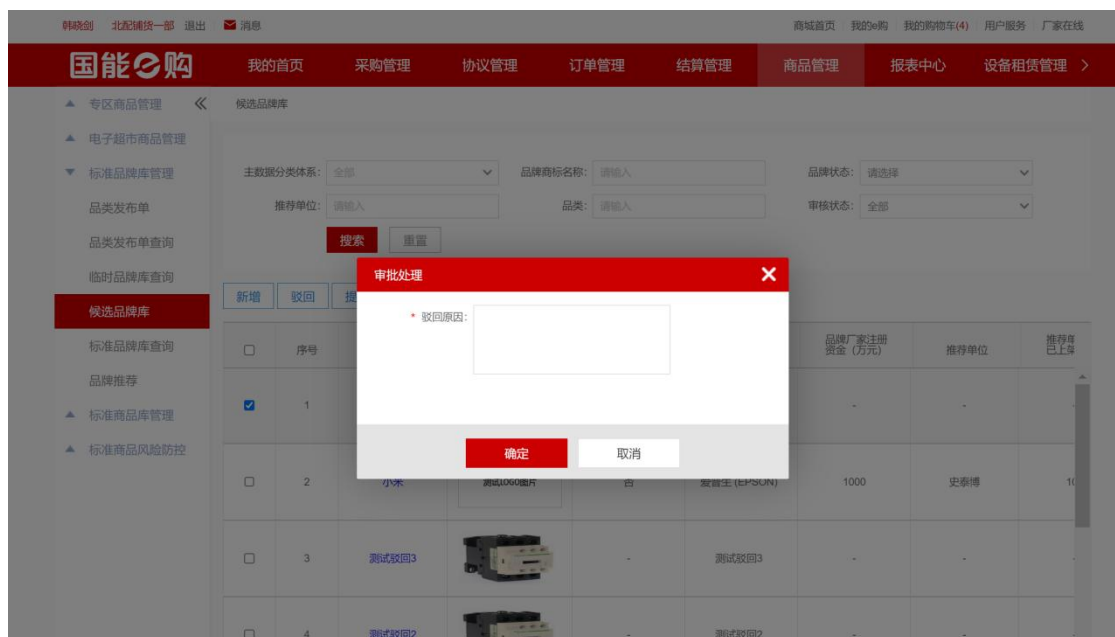 韩晓剑 北配辅货一部 退出 消息 商城首页 我的e购 我的购物车(4) 用户服务 厂家在线
国能e购 我的首页 采购管理 协议管理 订单管理 结算管理 商品管理 报表中心 设备租赁管理
专区商品管理 候选品牌库
电子超市商品管理
标准品牌库管理 主数据分类体系: 全部 品牌商标名称: 请输入 品牌状态: 请选择
品类发布单 推荐单位: 请输入 品类: 请输入 审核状态: 全部
品类发布单查询 搜索 重置
临时品牌库查询 审批处理
候选品牌库 新增 驳回 提
* 驳回原因:
标准品牌库查询 序号 品牌厂家注册
资金 (万元) 推荐单位
品牌推荐
标准商品库管理 1 - -
标准商品风险防控 确定 取消
2 小米 测试LOGO图片 否 爱普生 (EPSON) 1000 史泰博
3 测试驳回3 - 测试驳回3 - -
4 测试驳回2 - 测试驳回2 - -